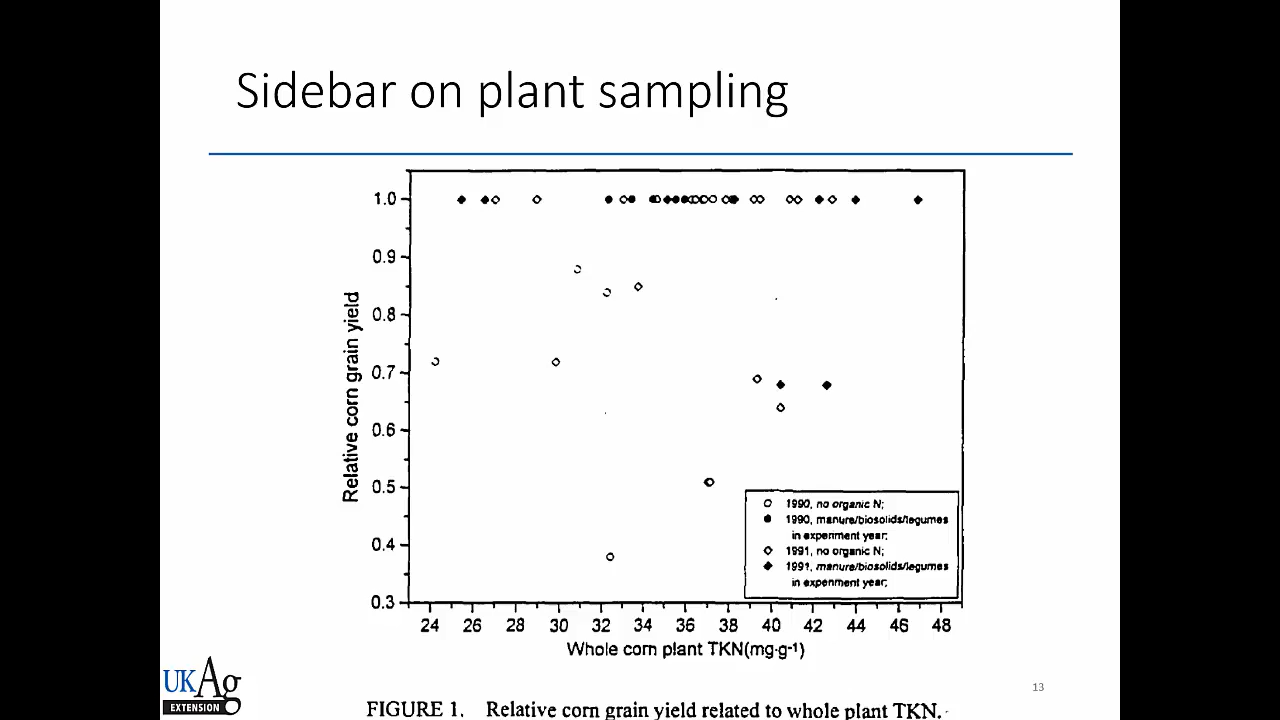 Sidebar on plant sampling
1.0
0.9
0.8
0.7
0.6
0.5
0.4
0.3
Relative corn grain yield
24 26 28 30 32 34 36 38 40 42 44 46 48
Whole corn plant TKN(mg·g-1)
1990, no organic N;
1990, manure/biosolids/legumes
in experiment year;
1991, no organic N;
1991, manure/biosolids/legumes
in experiment year;
FIGURE 1. Relative corn grain yield related to whole plant TKN.
UKAg
EXTENSION
13